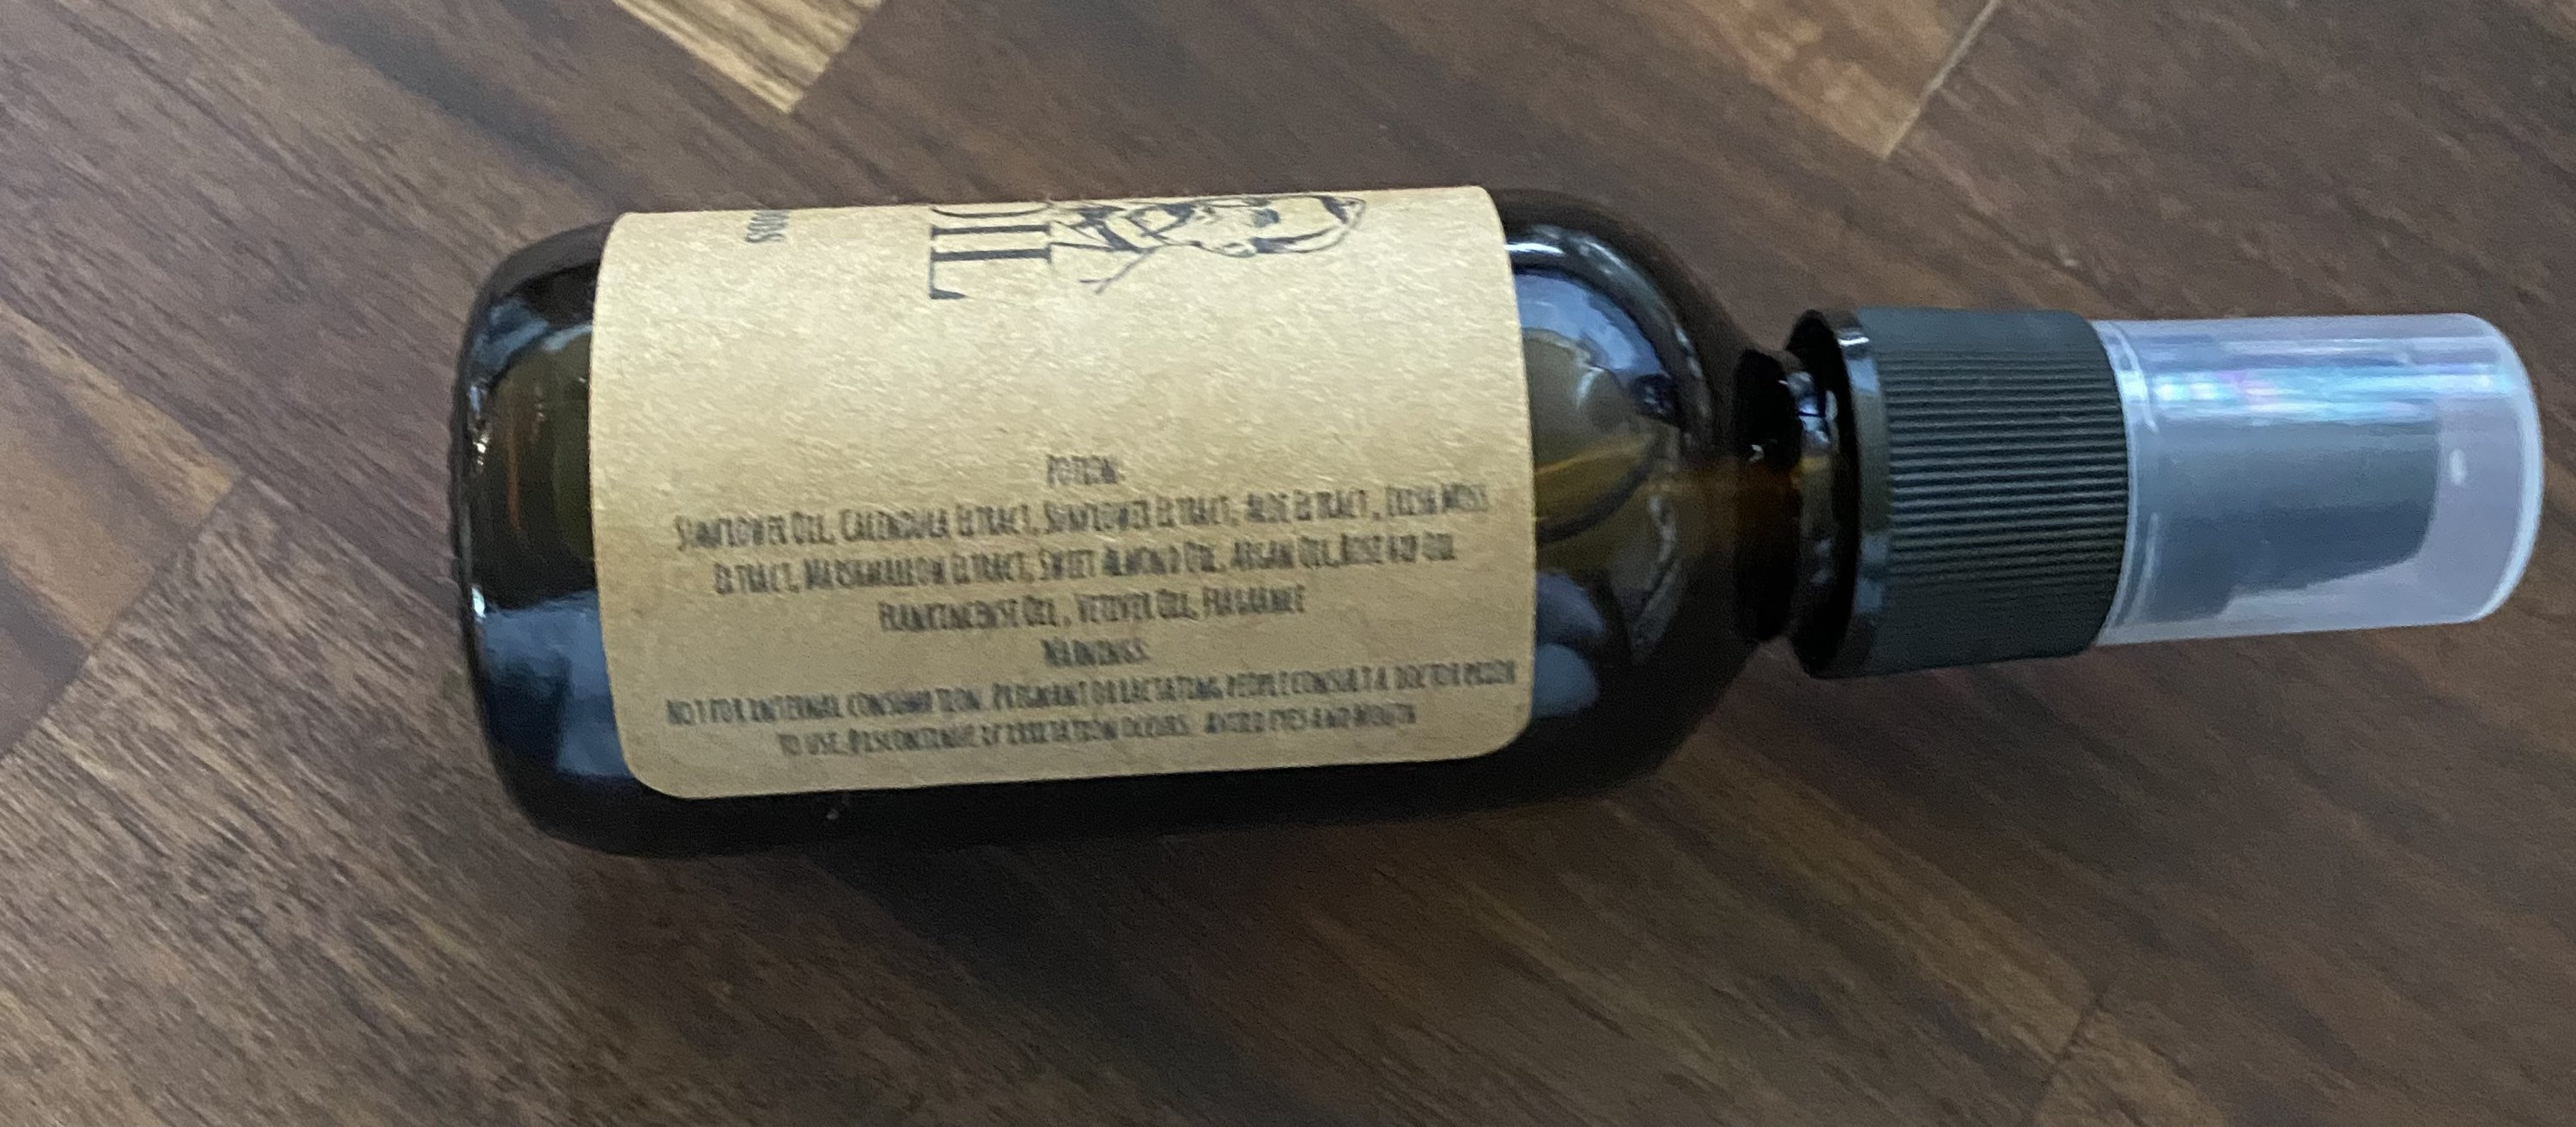 OIL
POTION:
SUNFLOWER OIL, CALENDULA EXTRACT, SUNFLOWER EXTRACT, ALOE EXTRACT, IRISH MOSS
EXTRACT, MARSHMALLOW EXTRACT, SWEET ALMOND OIL, ARGAN OIL, ROSE HIP OIL
FRANKINCENSE OIL, VETIVER OIL, FRAGRANCE
WARNINGS:
NOT FOR INTERNAL CONSUMPTION. PREGNANT OR LACTATING PEOPLE CONSULT A DOCTOR PRIOR
TO USE. DISCONTINUE IF IRRITATION OCCURS. AVOID EYES AND MOUTH